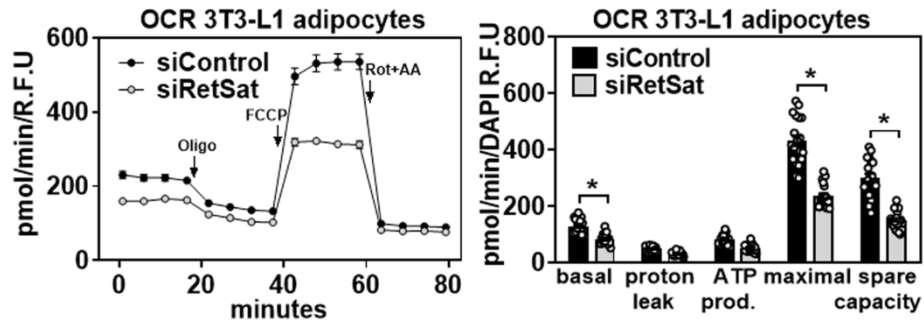 OCR 3T3-L1 adipocytes
600
400
200
0
pmol/min/R.F.U
siControl
siRetSat
Oligo
FCCP
Rot+AA
0 20 40 60 80
minutes
OCR 3T3-L1 adipocytes
800
600
400
200
0
pmol/min/DAPI R.F.U
siControl
siRetSat
*
*
*
basal proton ATP maximal spare
leak prod. capacity